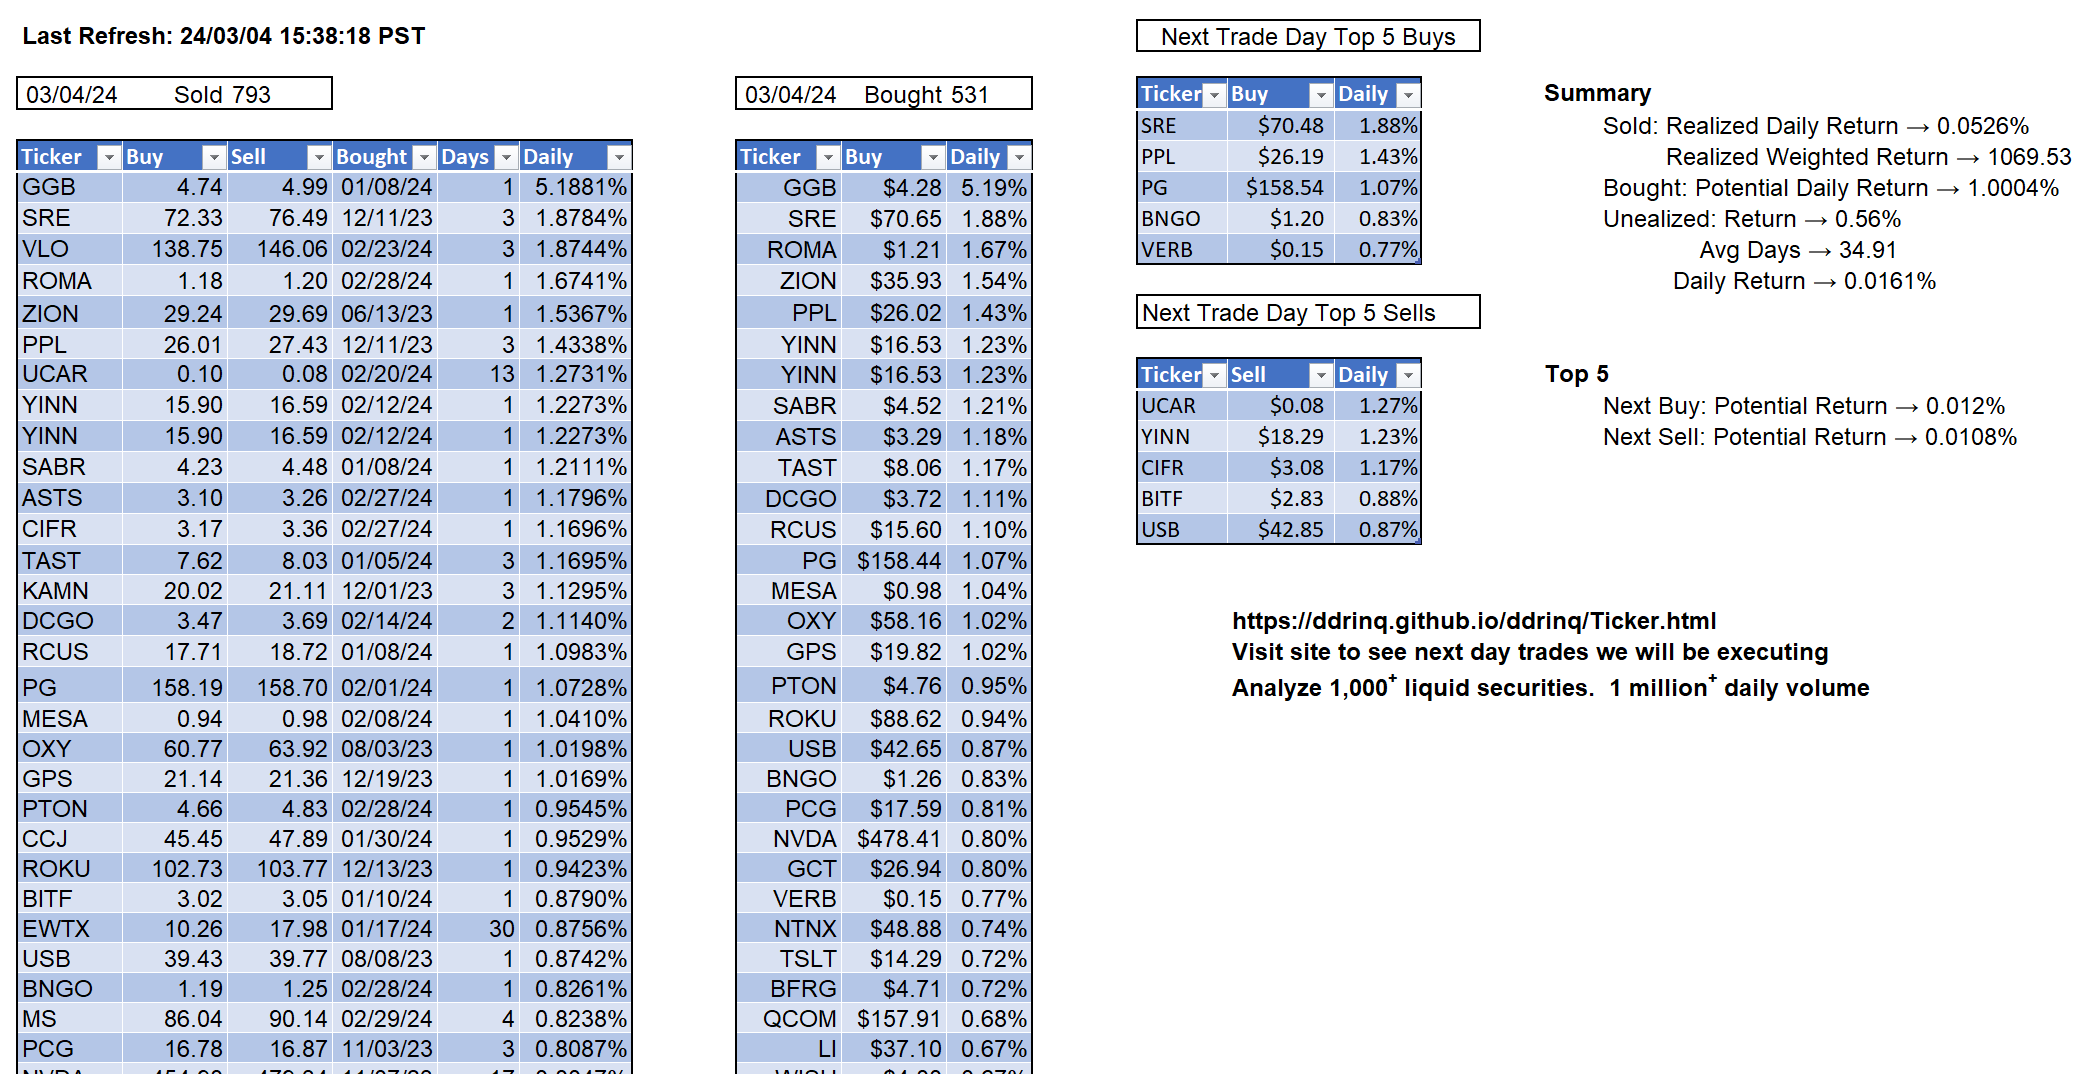 Last Refresh: 24/03/04 15:38:18 PST
03/04/24 Sold 793
Ticker Buy Sell Bought Days Daily
GGB 4.74 4.99 01/08/24 1 5.1881%
SRE 72.33 76.49 12/11/23 3 1.8784%
VLO 138.75 146.06 02/23/24 3 1.8744%
ROMA 1.18 1.20 02/28/24 1 1.6741%
ZION 29.24 29.69 06/13/23 1 1.5367%
PPL 26.01 27.43 12/11/23 3 1.4338%
UCAR 0.10 0.08 02/20/24 13 1.2731%
YINN 15.90 16.59 02/12/24 1 1.2273%
YINN 15.90 16.59 02/12/24 1 1.2273%
SABR 4.23 4.48 01/08/24 1 1.2111%
ASTS 3.10 3.26 02/27/24 1 1.1796%
CIFR 3.17 3.36 02/27/24 1 1.1696%
TAST 7.62 8.03 01/05/24 3 1.1695%
KAMN 20.02 21.11 12/01/23 3 1.1295%
DCGO 3.47 3.69 02/14/24 2 1.1140%
RCUS 17.71 18.72 01/08/24 1 1.0983%
PG 158.19 158.70 02/01/24 1 1.0728%
MESA 0.94 0.98 02/08/24 1 1.0410%
OXY 60.77 63.92 08/03/23 1 1.0198%
GPS 21.14 21.36 12/19/23 1 1.0169%
PTON 4.66 4.83 02/28/24 1 0.9545%
CCJ 45.45 47.89 01/30/24 1 0.9529%
ROKU 102.73 103.77 12/13/23 1 0.9423%
BITF 3.02 3.05 01/10/24 1 0.8790%
EWTX 10.26 17.98 01/17/24 30 0.8756%
USB 39.43 39.77 08/08/23 1 0.8742%
BNGO 1.19 1.25 02/28/24 1 0.8261%
MS 86.04 90.14 02/29/24 4 0.8238%
PCG 16.78 16.87 11/03/23 3 0.8087%
03/04/24 Bought 531
Ticker Buy Daily
GGB $4.28 5.19%
SRE $70.65 1.88%
ROMA $1.21 1.67%
ZION $35.93 1.54%
PPL $26.02 1.43%
YINN $16.53 1.23%
YINN $16.53 1.23%
SABR $4.52 1.21%
ASTS $3.29 1.18%
TAST $8.06 1.17%
DCGO $3.72 1.11%
RCUS $15.60 1.10%
PG $158.44 1.07%
MESA $0.98 1.04%
OXY $58.16 1.02%
GPS $19.82 1.02%
PTON $4.76 0.95%
ROKU $88.62 0.94%
USB $42.65 0.87%
BNGO $1.26 0.83%
PCG $17.59 0.81%
NVDA $478.41 0.80%
GCT $26.94 0.80%
VERB $0.15 0.77%
NTNX $48.88 0.74%
TSLT $14.29 0.72%
BFRG $4.71 0.72%
QCOM $157.91 0.68%
LI $37.10 0.67%
Next Trade Day Top 5 Buys
Ticker Buy Daily
SRE $70.48 1.88%
PPL $26.19 1.43%
PG $158.54 1.07%
BNGO $1.20 0.83%
VERB $0.15 0.77%
Next Trade Day Top 5 Sells
Ticker Sell Daily
UCAR $0.08 1.27%
YINN $18.29 1.23%
CIFR $3.08 1.17%
BITF $2.83 0.88%
USB $42.85 0.87%
Summary
Sold: Realized Daily Return → 0.0526%
Realized Weighted Return → 1069.53
Bought: Potential Daily Return → 1.0004%
Unealized: Return → 0.56%
Avg Days → 34.91
Daily Return → 0.0161%
Top 5
Next Buy: Potential Return → 0.012%
Next Sell: Potential Return → 0.0108%
https://ddrinq.github.io/ddrinq/Ticker.html
Visit site to see next day trades we will be executing
Analyze 1,000+ liquid securities. 1 million+ daily volume